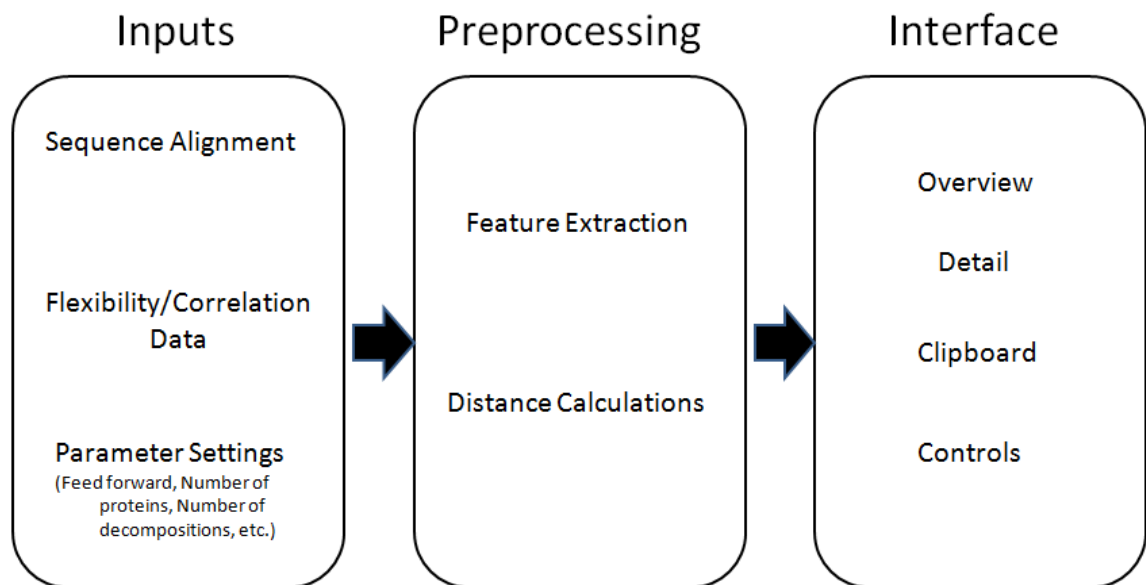 Inputs
Sequence Alignment
Flexibility/Correlation
Data
Parameter Settings
(Feed forward, Number of
proteins, Number of
decompositions, etc.)
Preprocessing
Feature Extraction
Distance Calculations
Interface
Overview
Detail
Clipboard
Controls